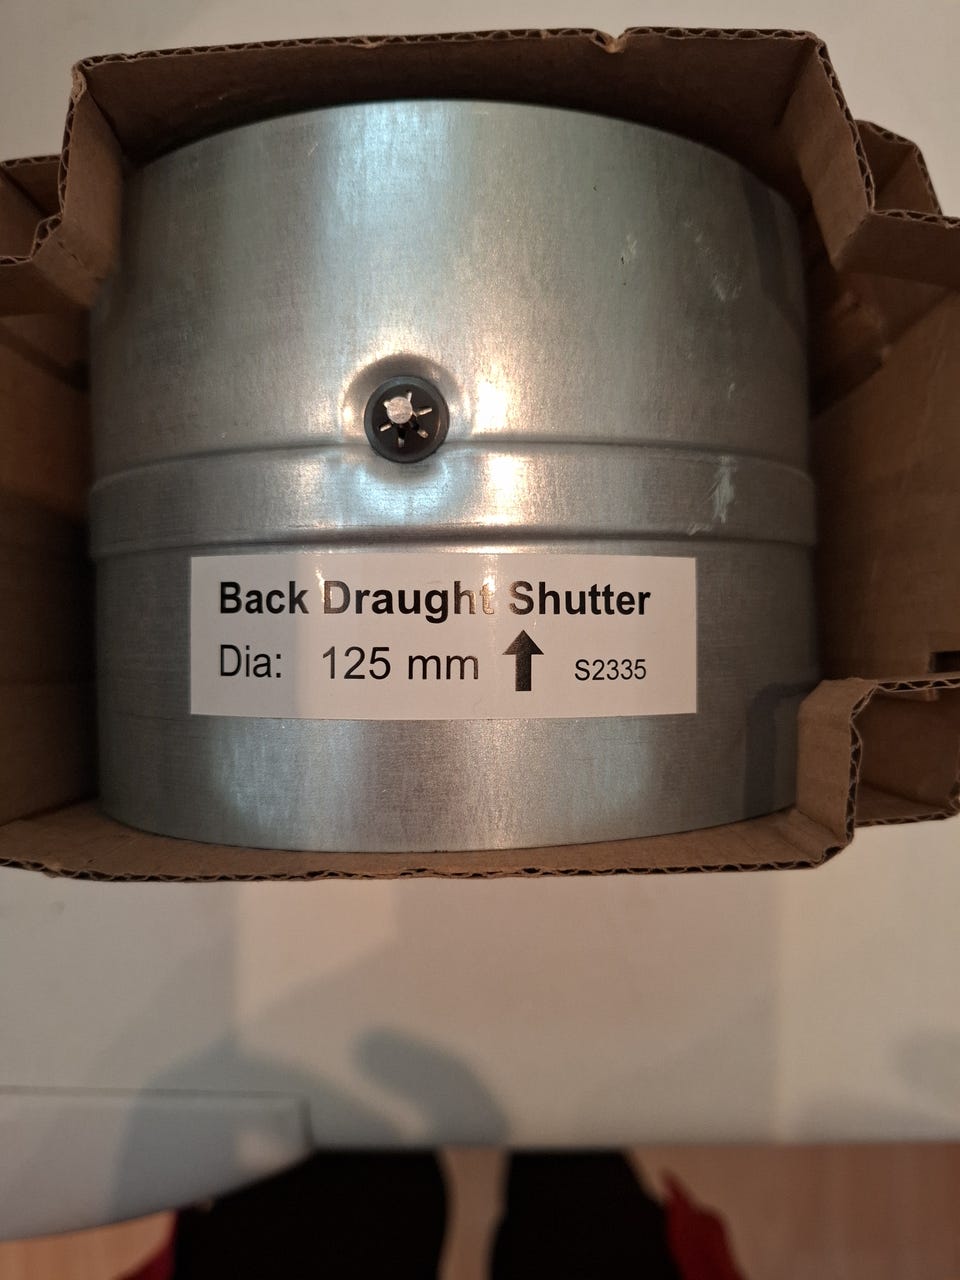 Back Draught Shutter
Dia: 125 mm ↑ S2335